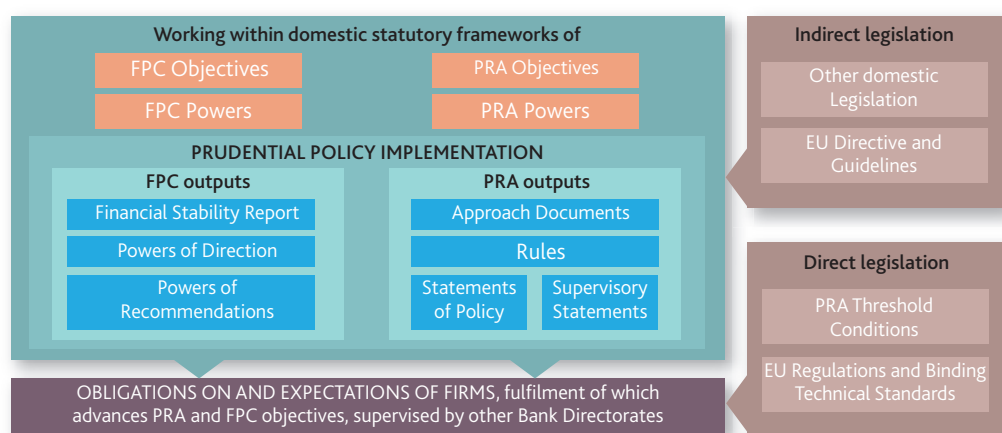 Working within domestic statutory frameworks of
FPC Objectives
PRA Objectives
FPC Powers
PRA Powers
PRUDENTIAL POLICY IMPLEMENTATION
FPC outputs
Financial Stability Report
Powers of Direction
Powers of
Recommendations
PRA outputs
Approach Documents
Rules
Statements
of Policy
Supervisory
Statements
OBLIGATIONS ON AND EXPECTATIONS OF FIRMS, fulfilment of which
advances PRA and FPC objectives, supervised by other Bank Directorates
Indirect legislation
Other domestic
Legislation
EU Directive and
Guidelines
Direct legislation
PRA Threshold
Conditions
EU Regulations and Binding
Technical Standards